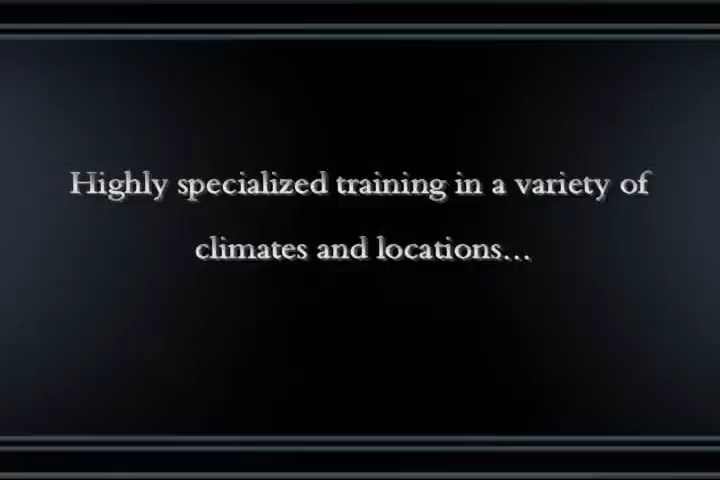 Highly specialized training in a variety of
climates and locations...